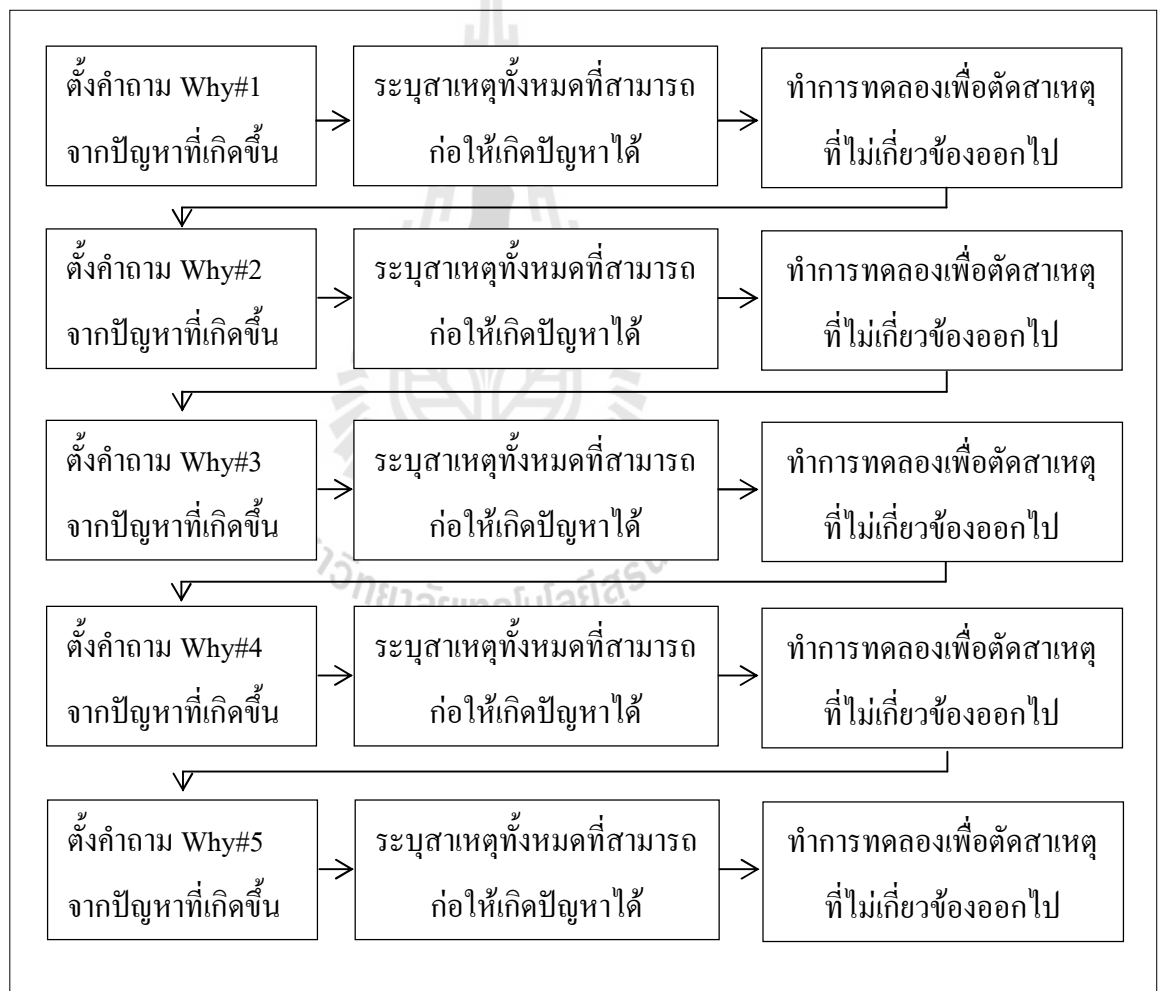 ตั้งคำถาม Why#1
จากปัญหาที่เกิดขึ้น
ระบุสาเหตุทั้งหมดที่สามารถ
ก่อให้เกิดปัญหาได้
ทำการทดลองเพื่อตัดสาเหตุ
ที่ไม่เกี่ยวข้องออกไป
ตั้งคำถาม Why#2
จากปัญหาที่เกิดขึ้น
ระบุสาเหตุทั้งหมดที่สามารถ
ก่อให้เกิดปัญหาได้
ทำการทดลองเพื่อตัดสาเหตุ
ที่ไม่เกี่ยวข้องออกไป
ตั้งคำถาม Why#3
จากปัญหาที่เกิดขึ้น
ระบุสาเหตุทั้งหมดที่สามารถ
ก่อให้เกิดปัญหาได้
ทำการทดลองเพื่อตัดสาเหตุ
ที่ไม่เกี่ยวข้องออกไป
ตั้งคำถาม Why#4
จากปัญหาที่เกิดขึ้น
ระบุสาเหตุทั้งหมดที่สามารถ
ก่อให้เกิดปัญหาได้
ทำการทดลองเพื่อตัดสาเหตุ
ที่ไม่เกี่ยวข้องออกไป
ตั้งคำถาม Why#5
จากปัญหาที่เกิดขึ้น
ระบุสาเหตุทั้งหมดที่สามารถ
ก่อให้เกิดปัญหาได้
ทำการทดลองเพื่อตัดสาเหตุ
ที่ไม่เกี่ยวข้องออกไป